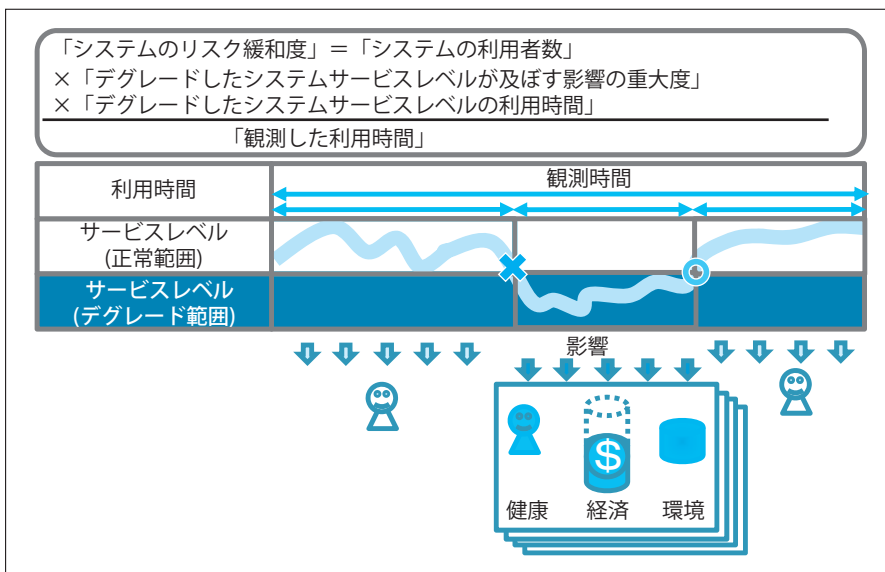 「システムのリスク緩和度」＝「システムの利用者数」
×「デグレードしたシステムサービスレベルが及ぼす影響の重大度」
×「デグレードしたシステムサービスレベルの利用時間」
「観測した利用時間」
利用時間
観測時間
サービスレベル
(正常範囲)
サービスレベル
(デグレード範囲)
影響
$
健康
経済
環境